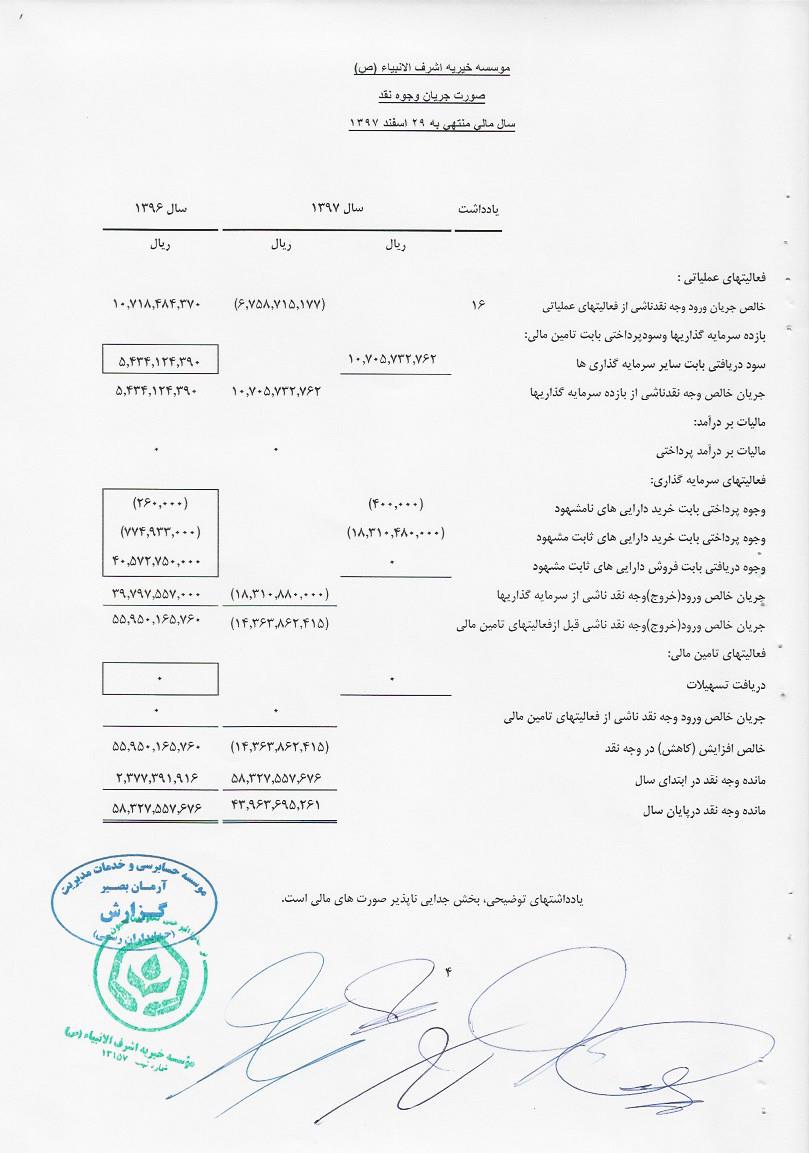 موسسه خیریه اشرف الانبیاء (ص)
صورت جریان وجوه نقد
سال مالی منتهی به ۲۹ اسفند ۱۳۹۷
یادداشت سال ۱۳۹۷ سال ۱۳۹۶
ریال ریال ریال
فعالیتهای عملیاتی :
خالص جریان ورود وجه نقدناشی از فعالیتهای عملیاتی ۱۶ (۶,۷۵۸,۷۱۵,۱۷۷) ۱۰,۷۱۸,۴۸۴,۳۷۰
بازده سرمایه گذاریها وسودپرداختی بابت تامین مالی:
سود دریافتی بابت سایر سرمایه گذاری ها ۱۰,۷۰۵,۷۳۲,۷۶۲ ۵,۴۳۴,۱۲۴,۳۹۰
جریان خالص وجه نقدناشی از بازده سرمایه گذاریها ۱۰,۷۰۵,۷۳۲,۷۶۲ ۵,۴۳۴,۱۲۴,۳۹۰
مالیات بر درآمد:
مالیات بر درآمد پرداختی ۰ ۰
فعالیتهای سرمایه گذاری:
وجوه پرداختی بابت خرید دارایی های نامشهود (۴۰۰,۰۰۰) (۲۶۰,۰۰۰)
وجوه پرداختی بابت خرید دارایی های ثابت مشهود (۱۸,۳۱۰,۴۸۰,۰۰۰) (۷۷۴,۹۳۳,۰۰۰)
وجوه دریافتی بابت فروش دارایی های ثابت مشهود ۰ ۴۰,۵۷۲,۷۵۰,۰۰۰
جریان خالص ورود(خروج)وجه نقد ناشی از سرمایه گذاریها (۱۸,۳۱۰,۸۸۰,۰۰۰) ۳۹,۷۹۷,۵۵۷,۰۰۰
جریان خالص ورود(خروج)وجه نقد ناشی قبل ازفعالیتهای تامین مالی (۱۴,۳۶۳,۸۶۲,۴۱۵) ۵۵,۹۵۰,۱۶۵,۷۶۰
فعالیتهای تامین مالی:
دریافت تسهیلات ۰ ۰
جریان خالص ورود وجه نقد ناشی از فعالیتهای تامین مالی ۰ ۰
خالص افزایش (کاهش) در وجه نقد (۱۴,۳۶۳,۸۶۲,۴۱۵) ۵۵,۹۵۰,۱۶۵,۷۶۰
مانده وجه نقد در ابتدای سال ۵۸,۳۲۷,۵۵۷,۶۷۶ ۲,۳۷۷,۳۹۱,۹۱۶
مانده وجه نقد درپایان سال ۴۳,۹۶۳,۶۹۵,۲۶۱ ۵۸,۳۲۷,۵۵۷,۶۷۶
یادداشتهای توضیحی، بخش جدایی ناپذیر صورت های مالی است.
موسسه حسابرسی و خدمات مدیریت
آرمان بصیر
گزارش
(حسابداران رسمی)
۴
مؤسسه خیریه اشرف الانبیاء (ص)
شماره ثبت ۱۳۱۵۷